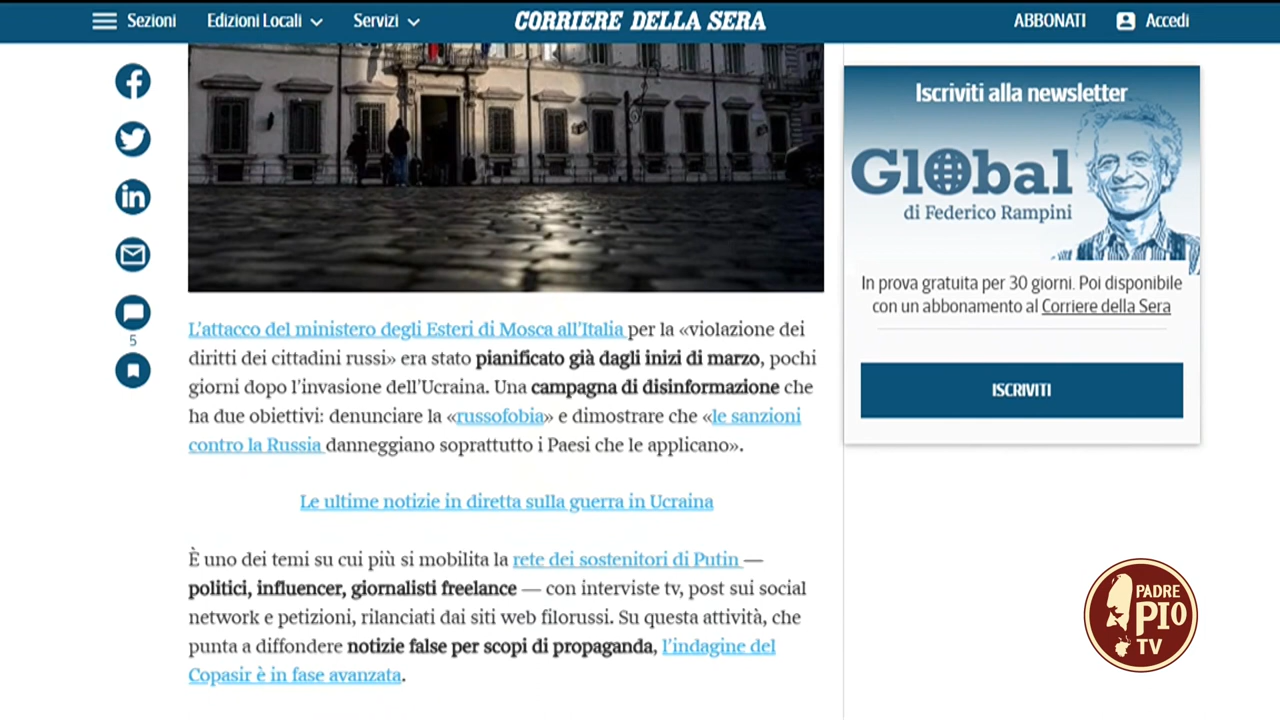 Sezioni
Edizioni Locali
Servizi
CORRIERE DELLA SERA
ABBONATI
Accedi
5
L'attacco del ministero degli Esteri di Mosca all'Italia per la «violazione dei
diritti dei cittadini russi» era stato pianificato già dagli inizi di marzo, pochi
giorni dopo l'invasione dell'Ucraina. Una campagna di disinformazione che
ha due obiettivi: denunciare la «russofobia» e dimostrare che «le sanzioni
contro la Russia danneggiano soprattutto i Paesi che le applicano».
Le ultime notizie in diretta sulla guerra in Ucraina
È uno dei temi su cui più si mobilita la rete dei sostenitori di Putin —
politici, influencer, giornalisti freelance — con interviste tv, post sui social
network e petizioni, rilanciati dai siti web filorussi. Su questa attività, che
punta a diffondere notizie false per scopi di propaganda, l'indagine del
Copasir è in fase avanzata.
Iscriviti alla newsletter
Global
di Federico Rampini
In prova gratuita per 30 giorni. Poi disponibile
con un abbonamento al Corriere della Sera
ISCRIVITI
PADRE
PIO
TV